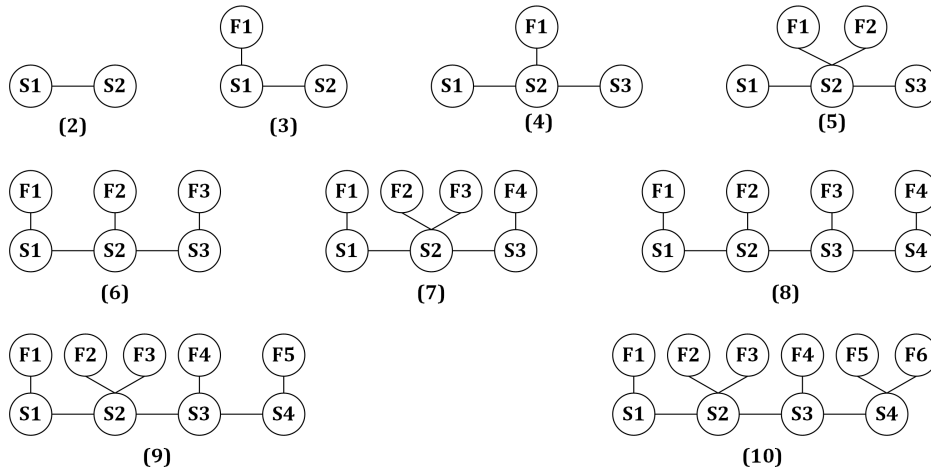 F1 F1 F1 F2
S1 S2 S1 S2 S1 S2 S3 S1 S2 S3
(2) (3) (4) (5)
F1 F2 F3 F1 F2 F3 F4 F1 F2 F3 F4
S1 S2 S3 S1 S2 S3 S1 S2 S3 S4
(6) (7) (8)
F1 F2 F3 F4 F5 F1 F2 F3 F4 F5 F6
S1 S2 S3 S4 S1 S2 S3 S4
(9) (10)